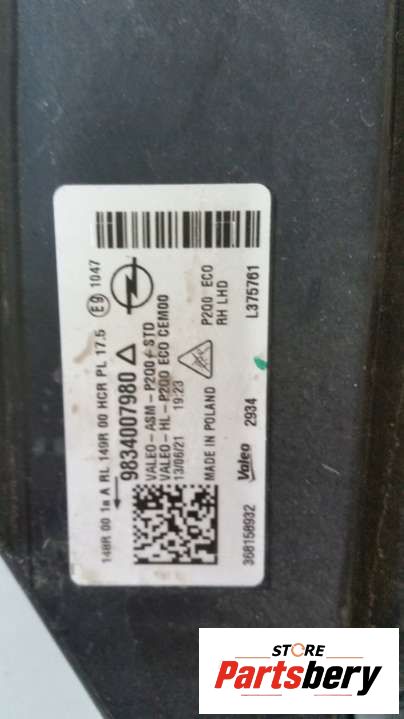 148R 00 1a A RL 149R 00 HCR PL 17.5 E9 1047
9834007980
VALEO-ASM-P200-STD
VALEO-HL-P200 ECO CEM00
13/06/21 19:23
MADE IN POLAND
P200 ECO
RH LHD
Valeo 2934
368158932
L375761
STORE
Partsbery